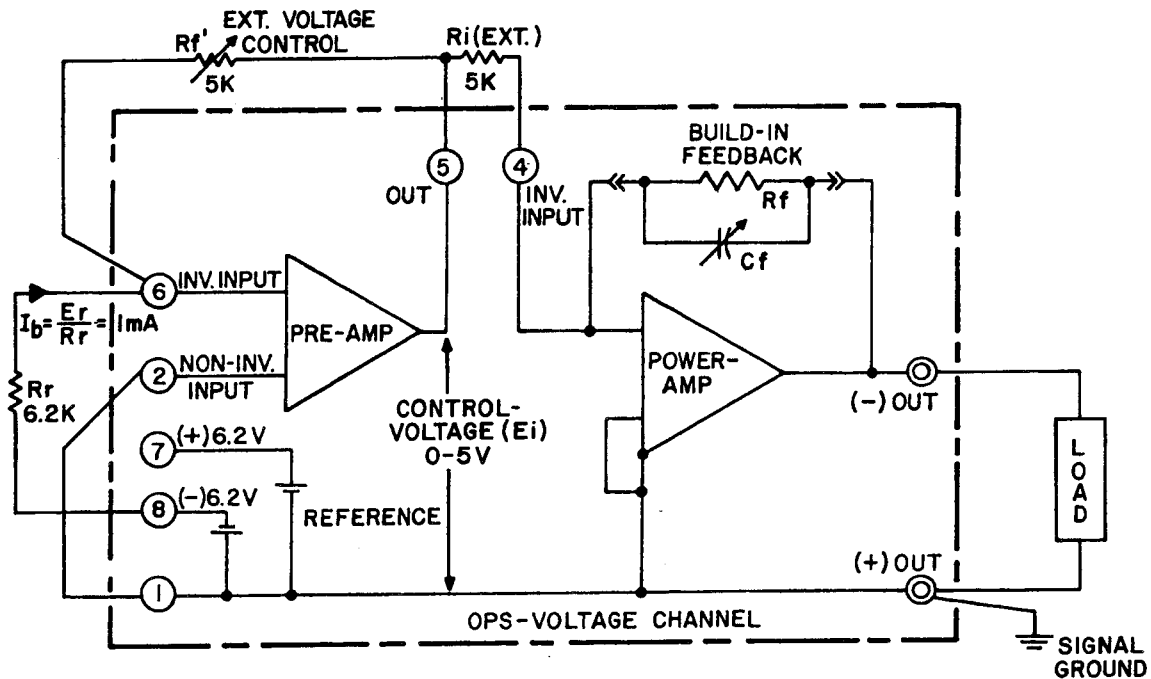 EXT. VOLTAGE
CONTROL
Rf'
5K
Ri(EXT.)
5K
BUILD-IN
FEEDBACK
Rf
Cf
5
OUT
4
INV.
INPUT
6
INV. INPUT
Ib = Er/Rr = 1mA
PRE-AMP
2
NON-INV.
INPUT
Rr
6.2K
CONTROL-
VOLTAGE (Ei)
0-5V
POWER-
AMP
(-) OUT
LOAD
7
(+) 6.2V
8
(-) 6.2V
REFERENCE
1
(+) OUT
OPS-VOLTAGE CHANNEL
SIGNAL
GROUND